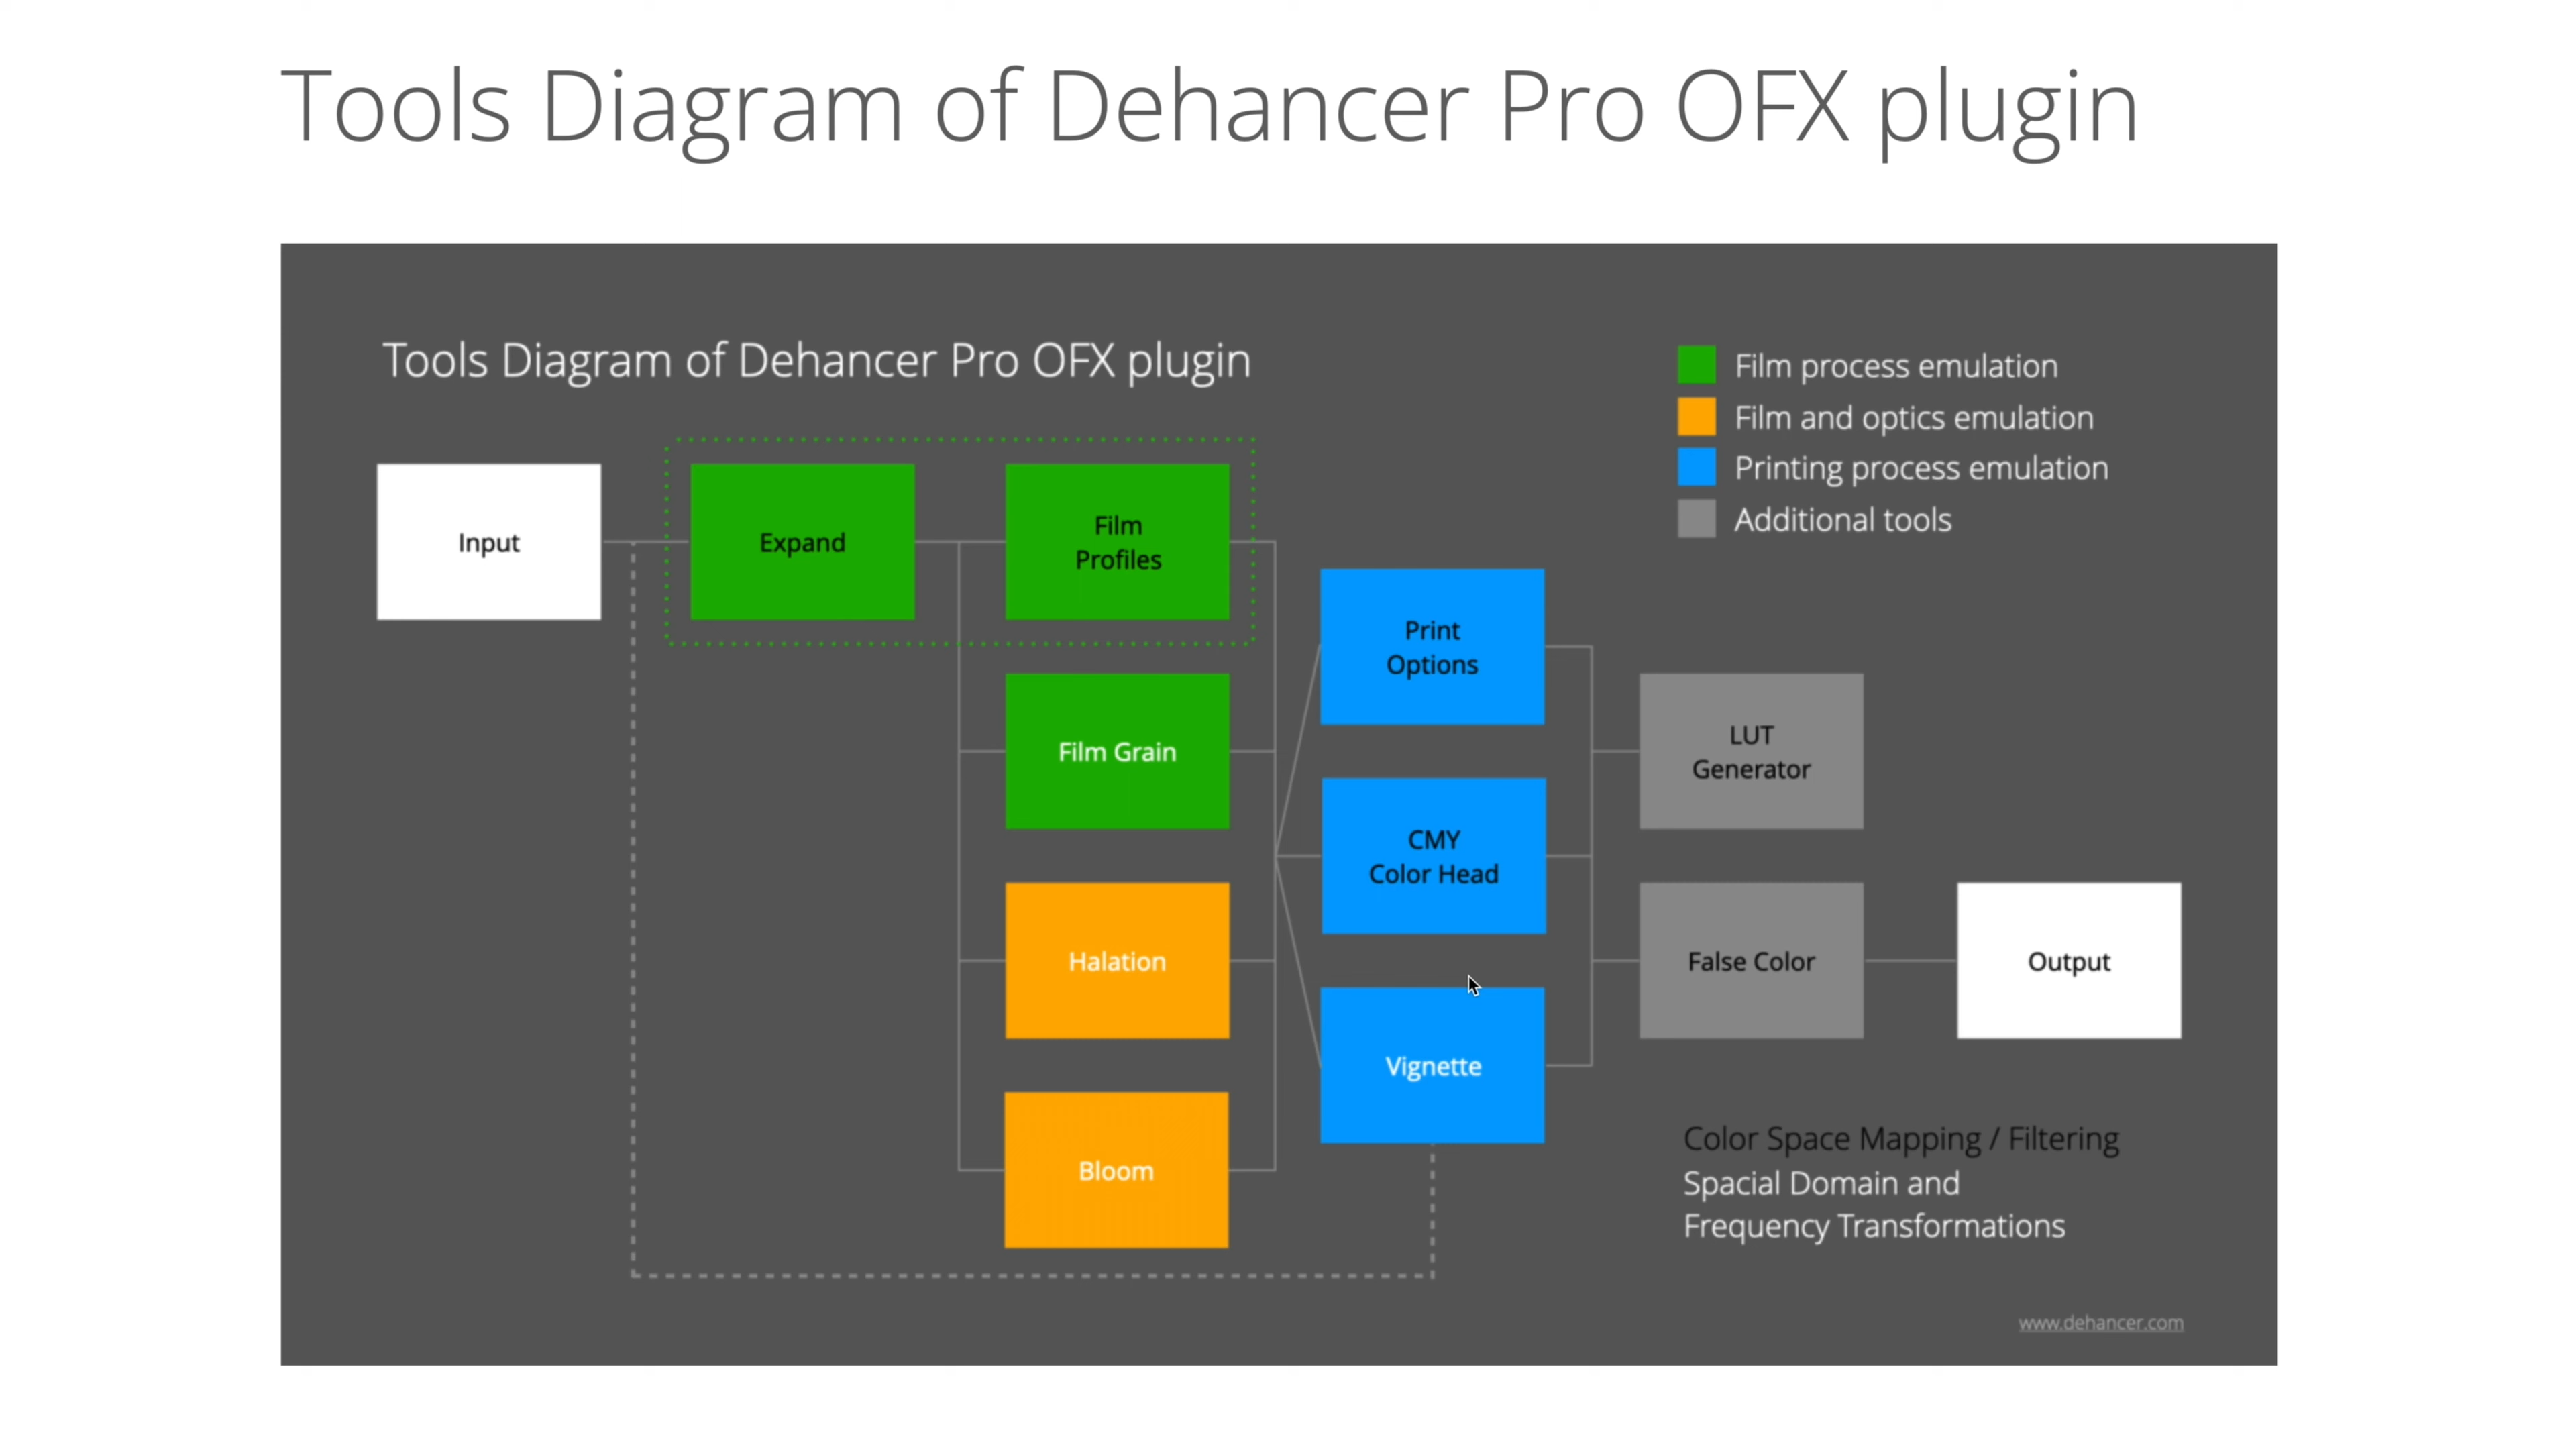 Tools Diagram of Dehancer Pro OFX plugin
Tools Diagram of Dehancer Pro OFX plugin
Film process emulation
Film and optics emulation
Printing process emulation
Additional tools
Input
Expand
Film
Profiles
Film Grain
Halation
Bloom
Print
Options
CMY
Color Head
Vignette
LUT
Generator
False Color
Output
Color Space Mapping / Filtering
Spacial Domain and
Frequency Transformations
www.dehancer.com